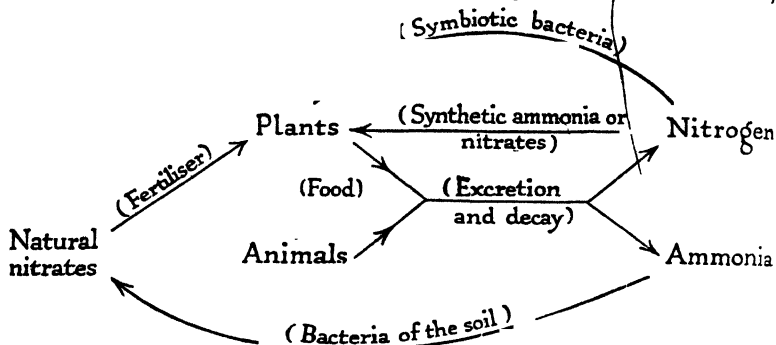 (Symbiotic bacteria)
Plants
(Synthetic ammonia or
nitrates)
Nitrogen
(Fertiliser)
(Food)
(Excretion
and decay)
Natural
nitrates
Animals
Ammonia
(Bacteria of the soil)